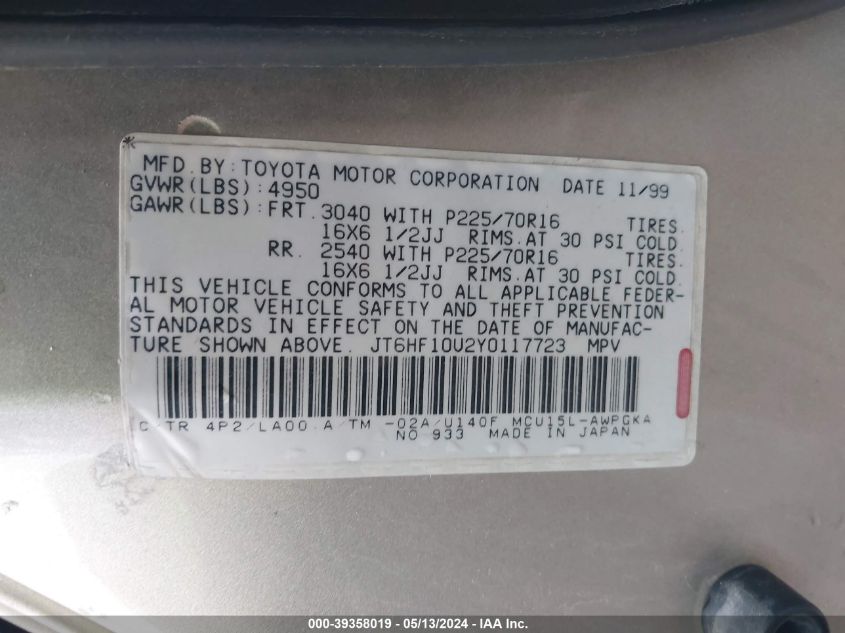 MFD. BY: TOYOTA MOTOR CORPORATION DATE 11/99
GVWR(LBS): 4950
GAWR(LBS): FRT. 3040 WITH P225/70R16 TIRES.
16X6 1/2JJ RIMS. AT 30 PSI COLD.
RR. 2540 WITH P225/70R16 TIRES.
16X6 1/2JJ RIMS. AT 30 PSI COLD.
THIS VEHICLE CONFORMS TO ALL APPLICABLE FEDER-
AL MOTOR VEHICLE SAFETY AND THEFT PREVENTION
STANDARDS IN EFFECT ON THE DATE OF MANUFAC-
TURE SHOWN ABOVE. JT6HF10U2Y0117723 MPV
C/TR 4P2/LA00 A/TM -02A/U140F MCU15L-AWPGKA
NO 933 MADE IN JAPAN
000-39358019 - 05/13/2024 - IAA Inc.